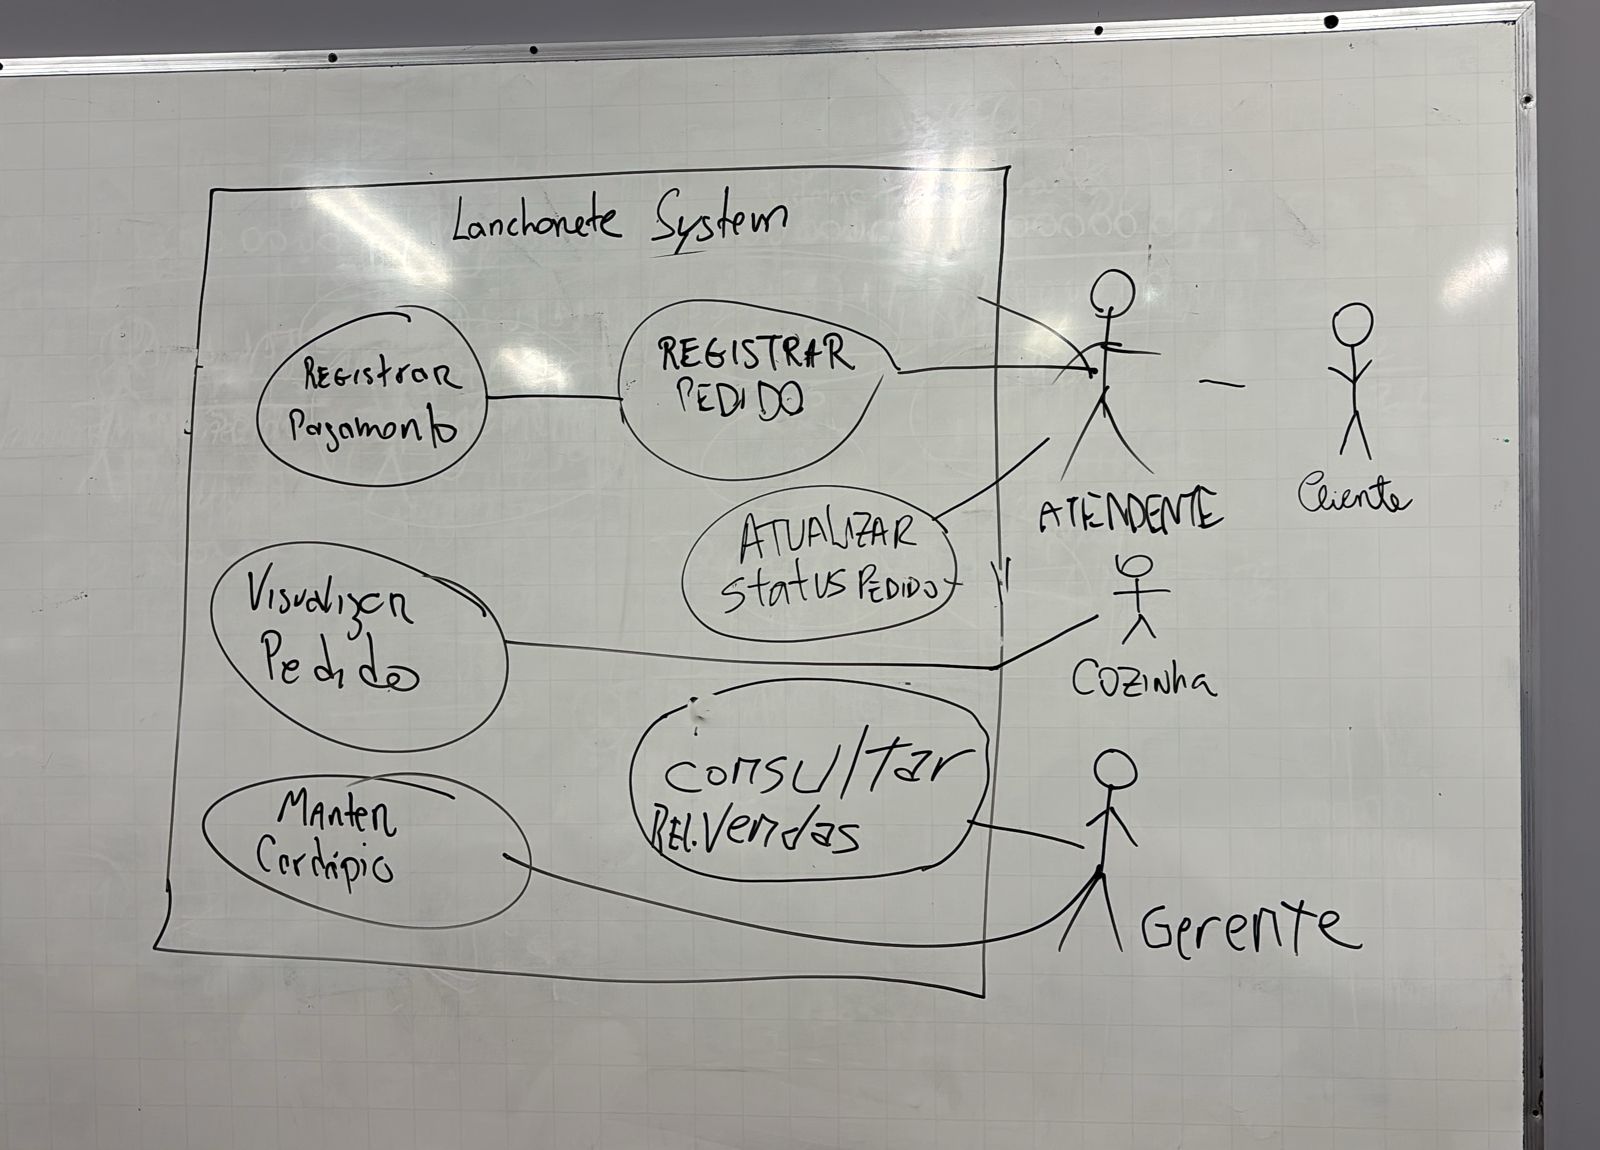 Lanchonete System
REGistrar
Pagamento
REGISTRAR
PEDIDO
ATUALIZAR
status PEDIDO
ATENDENTE
Cliente
Visualizar
Pedido
COZINha
consultar
REl. Vendas
MAnter
Cardápio
Gerente